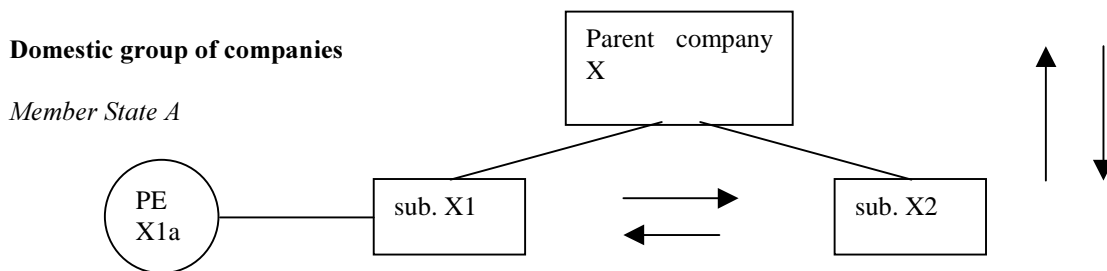 Domestic group of companies
Parent company
X
Member State A
PE
X1a
sub. X1
sub. X2